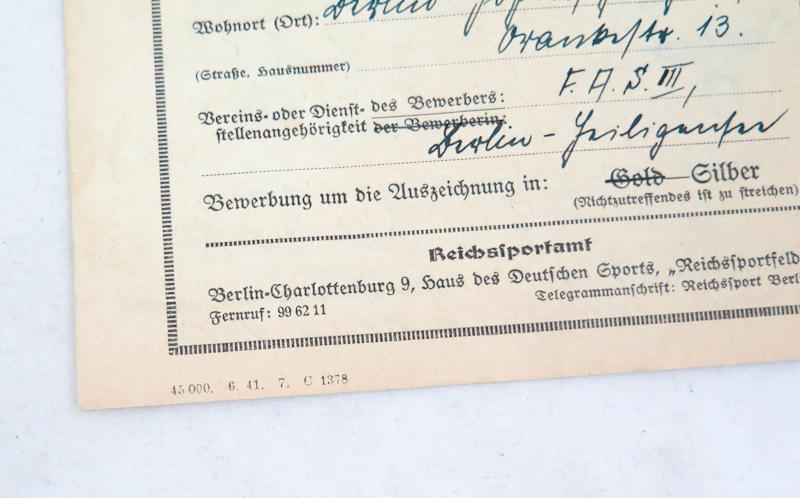 Wohnort (Ort): Berlin
Orankestr. 13.
(Straße, Hausnummer)
F. A. S. III,
Vereins- oder Dienst- des Bewerbers:
stellenangehörigkeit der Bewerberin:
Berlin - Heiligensee
Bewerbung um die Auszeichnung in: Gold Silber
(Nichtzutreffendes ist zu streichen)
Reichssportamt
Berlin-Charlottenburg 9, Haus des Deutschen Sports, „Reichssportfeld
Fernruf: 99 62 11
Telegrammanschrift: Reichssport Berl
45 000. 6. 41. 7. C 1378